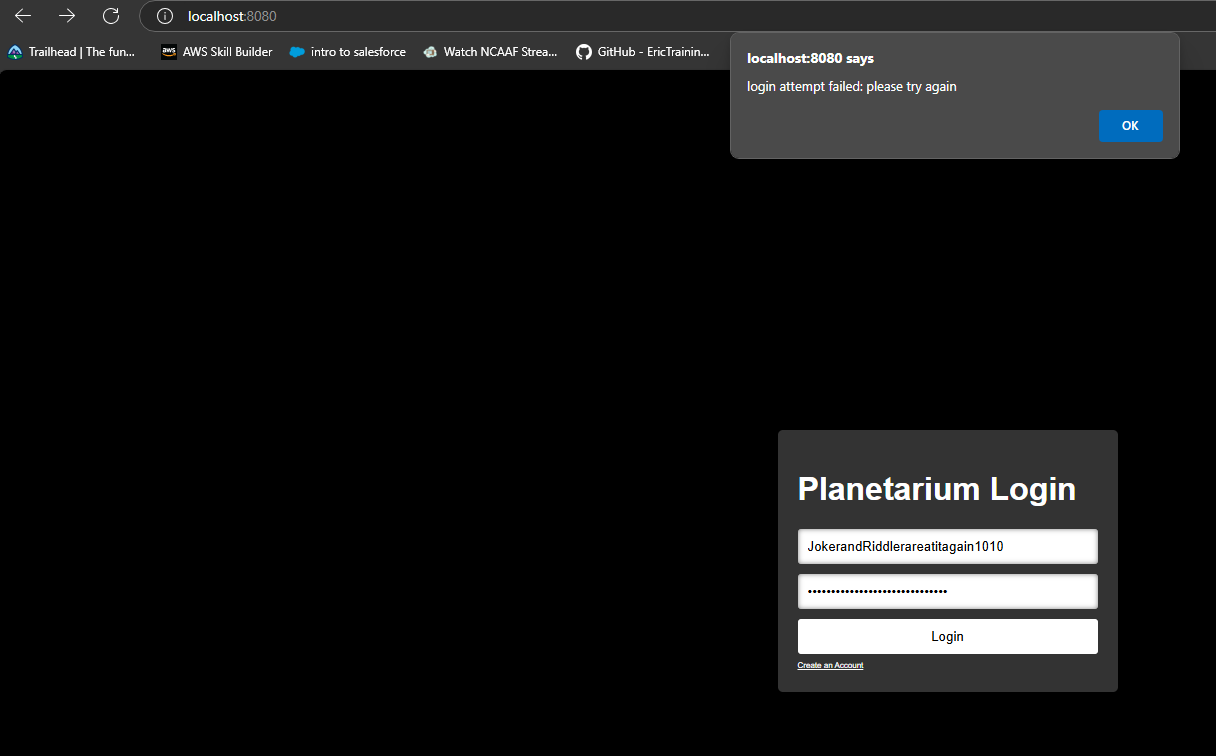 localhost:8080
Trailhead | The fun...
aws
AWS Skill Builder
intro to salesforce
Watch NCAAF Strea...
GitHub - EricTrainin...
localhost:8080 says
login attempt failed: please try again
OK
Planetarium Login
JokerandRiddlerareatitagain1010
••••••••••••••••••••••••••••••
Login
Create an Account